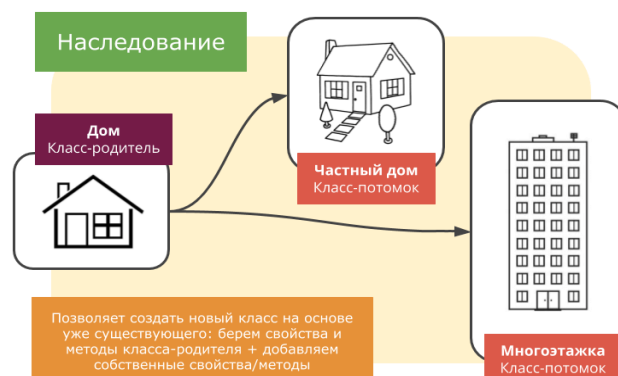 Наследование
Дом
Класс-родитель
Частный дом
Класс-потомок
Многоэтажка
Класс-потомок
Позволяет создать новый класс на основе
уже существующего: берем свойства и
методы класса-родителя + добавляем
собственные свойства/методы